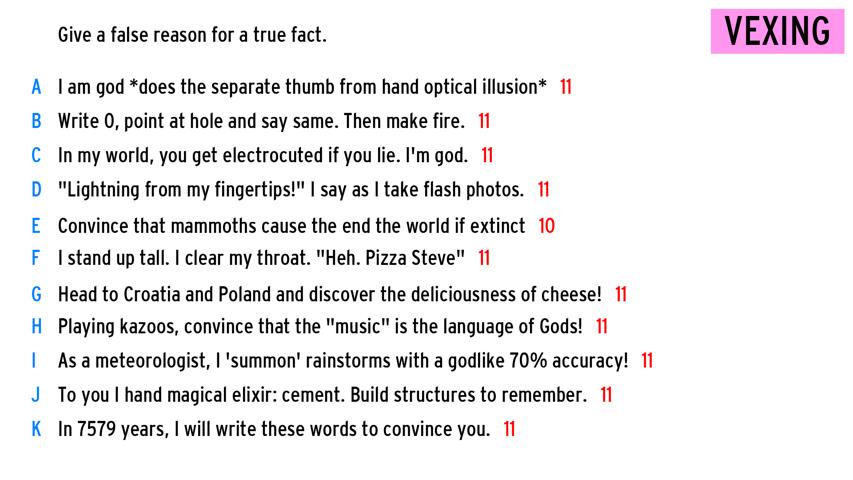 Give a false reason for a true fact.
VEXING
A I am god *does the separate thumb from hand optical illusion* 11
B Write 0, point at hole and say same. Then make fire. 11
C In my world, you get electrocuted if you lie. I'm god. 11
D "Lightning from my fingertips!" I say as I take flash photos. 11
E Convince that mammoths cause the end the world if extinct 10
F I stand up tall. I clear my throat. "Heh. Pizza Steve" 11
G Head to Croatia and Poland and discover the deliciousness of cheese! 11
H Playing kazoos, convince that the "music" is the language of Gods! 11
I As a meteorologist, I 'summon' rainstorms with a godlike 70% accuracy! 11
J To you I hand magical elixir: cement. Build structures to remember. 11
K In 7579 years, I will write these words to convince you. 11